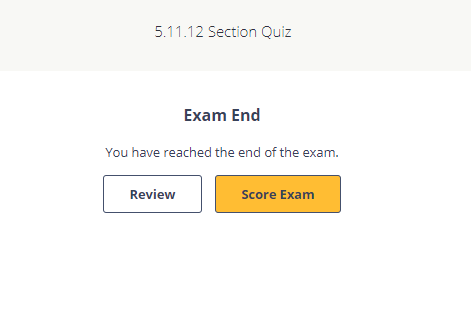 5.11.12 Section Quiz
Exam End
You have reached the end of the exam.
Review
Score Exam